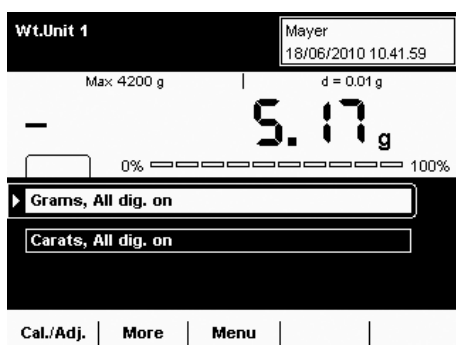 Wt.Unit 1
Mayer
18/06/2010 10.41.59
Max 4200 g | d = 0.01 g
– 5.17 g
0% 100%
Grams, All dig. on
Carats, All dig. on
Cal./Adj. | More | Menu